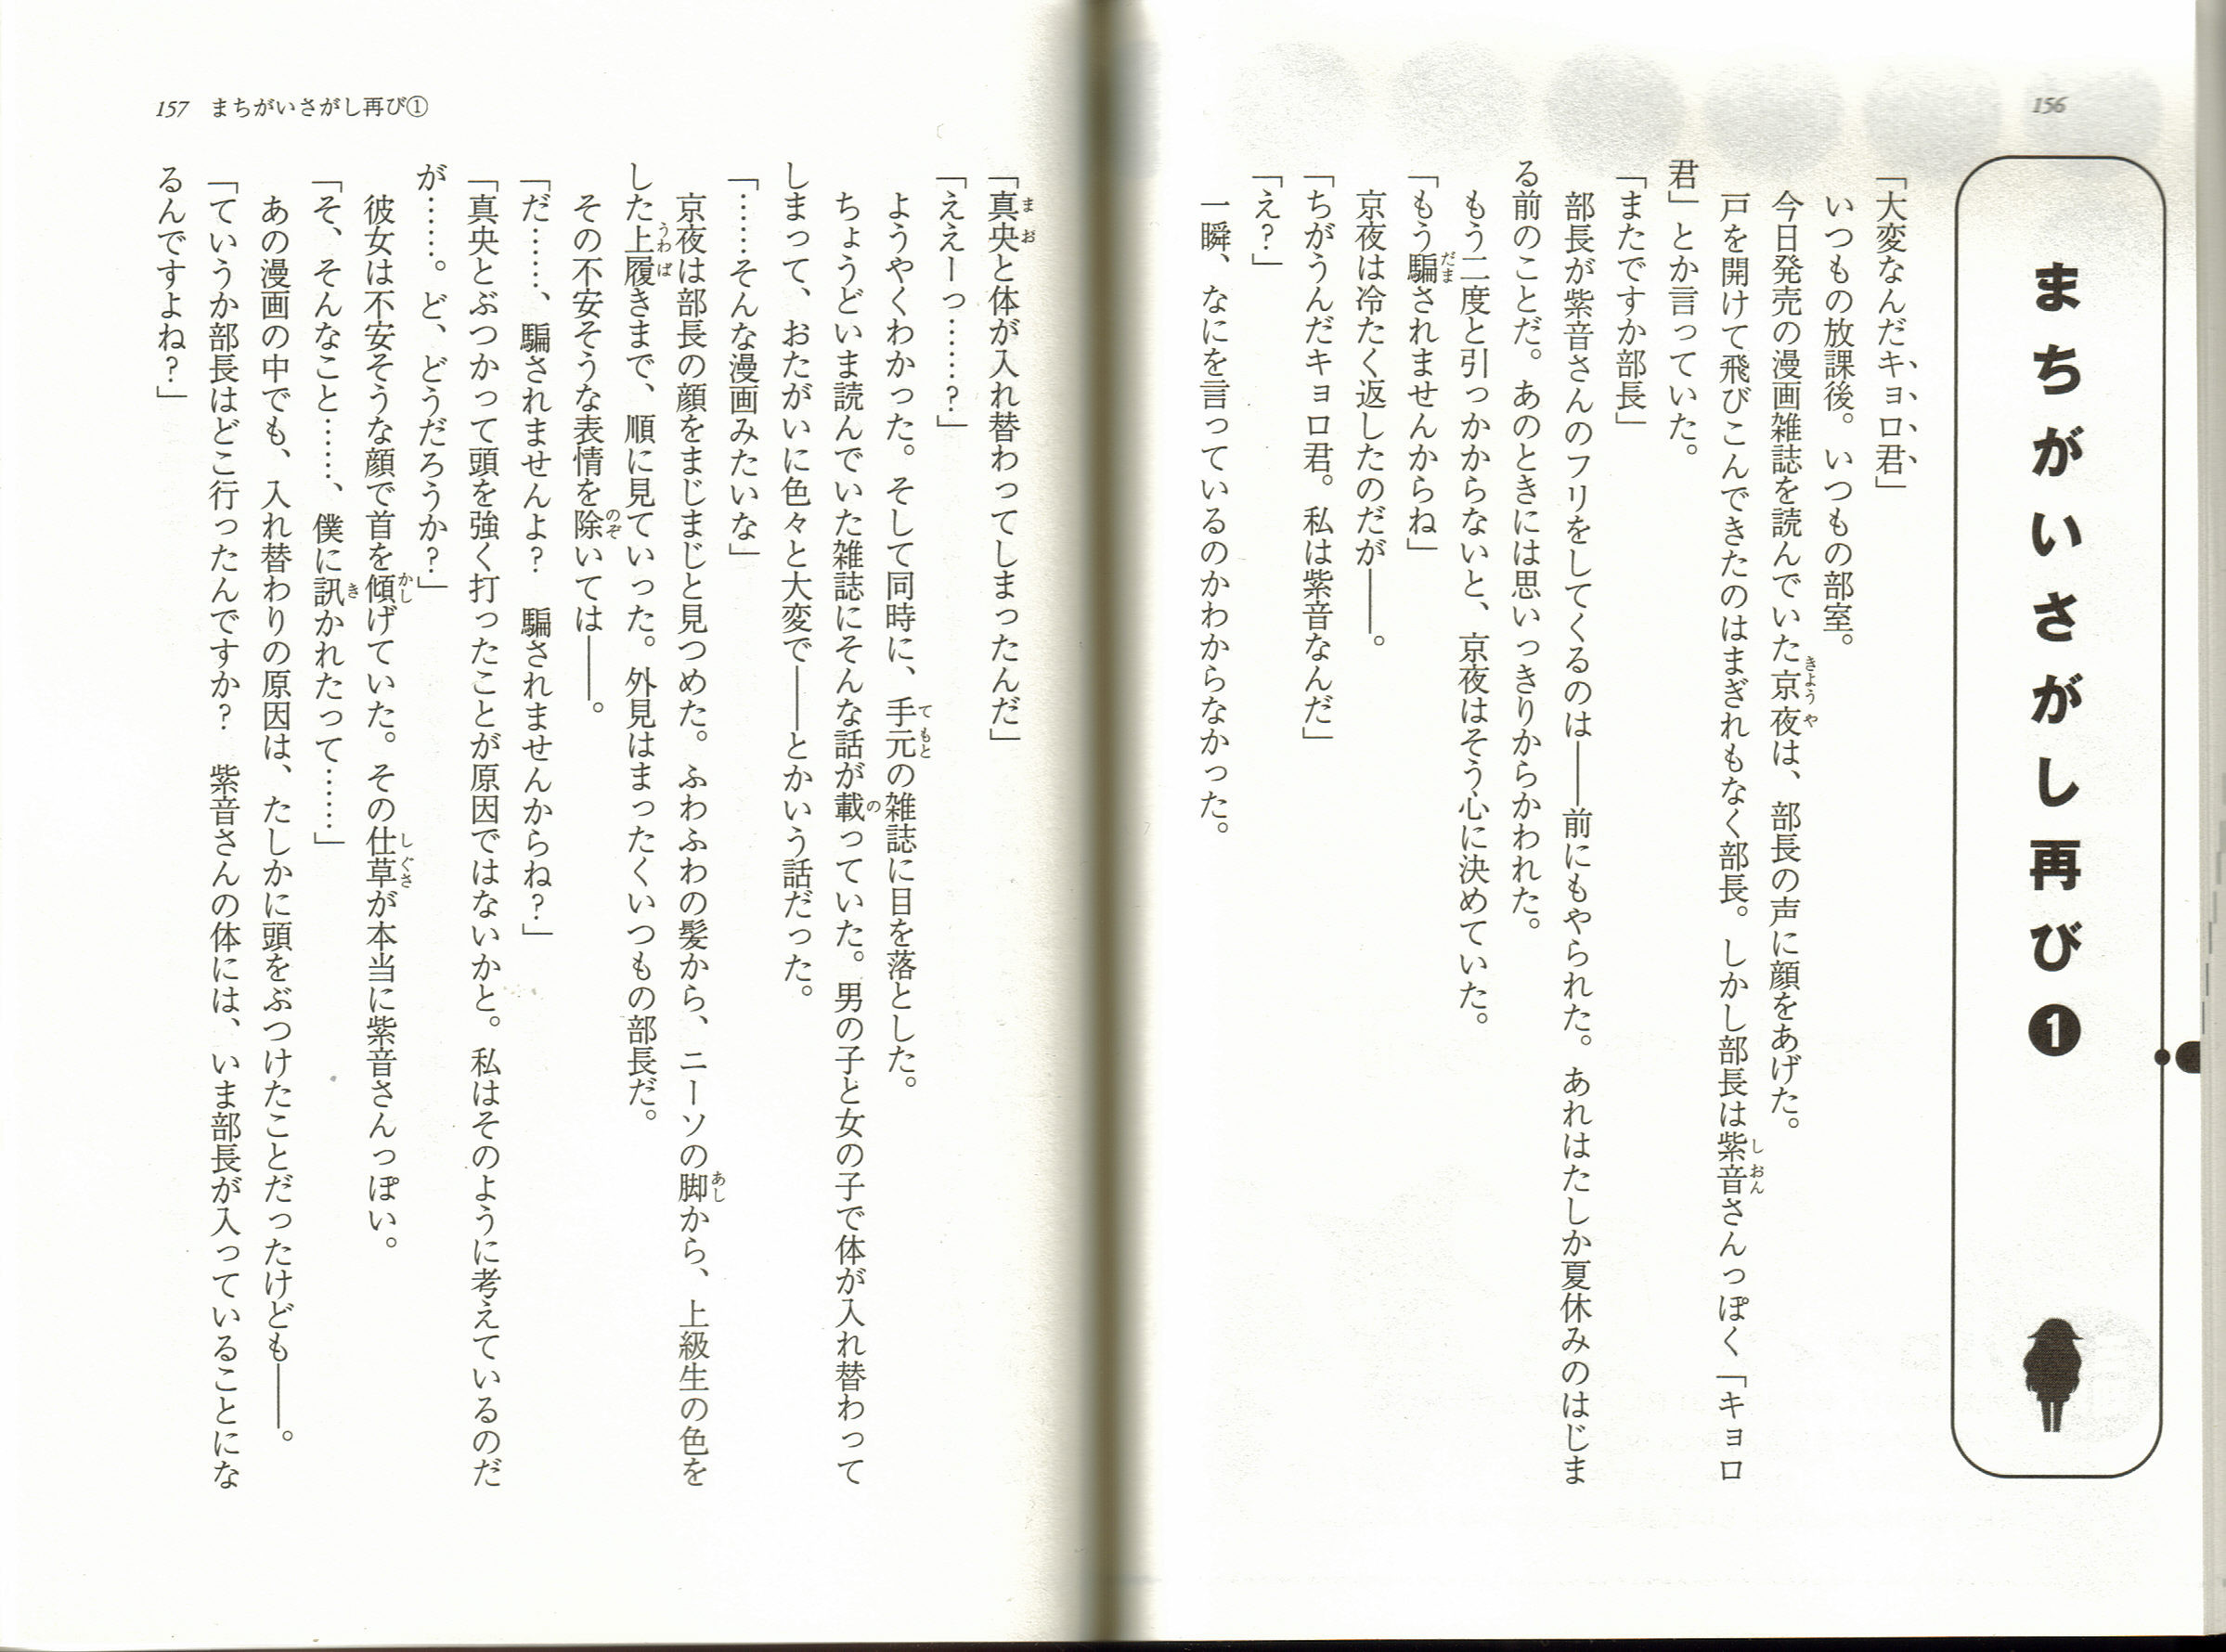 156
まちがいさがし再び❶
「大変なんだキョロ君」
いつもの放課後。いつもの部室。
今日発売の漫画雑誌を読んでいた京夜は、部長の声に顔をあげた。
戸を開けて飛びこんできたのはまぎれもなく部長。しかし部長は紫音さんっぽく「キョロ
君」とか言っていた。
「またですか部長」
部長が紫音さんのフリをしてくるのは――前にもやられた。あれはたしか夏休みのはじま
る前のことだ。あのときには思いっきりからかわれた。
もう二度と引っかからないと、京夜はそう心に決めていた。
「もう騙されませんからね」
京夜は冷たく返したのだが――。
「ちがうんだキョロ君。私は紫音なんだ」
「え?」
一瞬、なにを言っているのかわからなかった。
「真央と体が入れ替わってしまったんだ」
「ええーっ……?」
ようやくわかった。そして同時に、手元の雑誌に目を落とした。
ちょうどいま読んでいた雑誌にそんな話が載っていた。男の子と女の子で体が入れ替わって
しまって、おたがいに色々と大変で――とかいう話だった。
「……そんな漫画みたいな」
京夜は部長の顔をまじまじと見つめた。ふわふわの髪から、ニーソの脚から、上級生の色を
した上履きまで、順に見ていった。外見はまったくいつもの部長だ。
その不安そうな表情を除いては――。
「だ……、騙されませんよ? 騙されませんからね?」
「真央とぶつかって頭を強く打ったことが原因ではないかと。私はそのように考えているのだ
が……。ど、どうだろうか?」
彼女は不安そうな顔で首を傾げていた。その仕草が本当に紫音さんっぽい。
「そ、そんなこと……、僕に訊かれたって……」
あの漫画の中でも、入れ替わりの原因は、たしかに頭をぶつけたことだったけども――。
「ていうか部長はどこ行ったんですか? 紫音さんの体には、いま部長が入っていることにな
るんですよね?」
157 まちがいさがし再び①